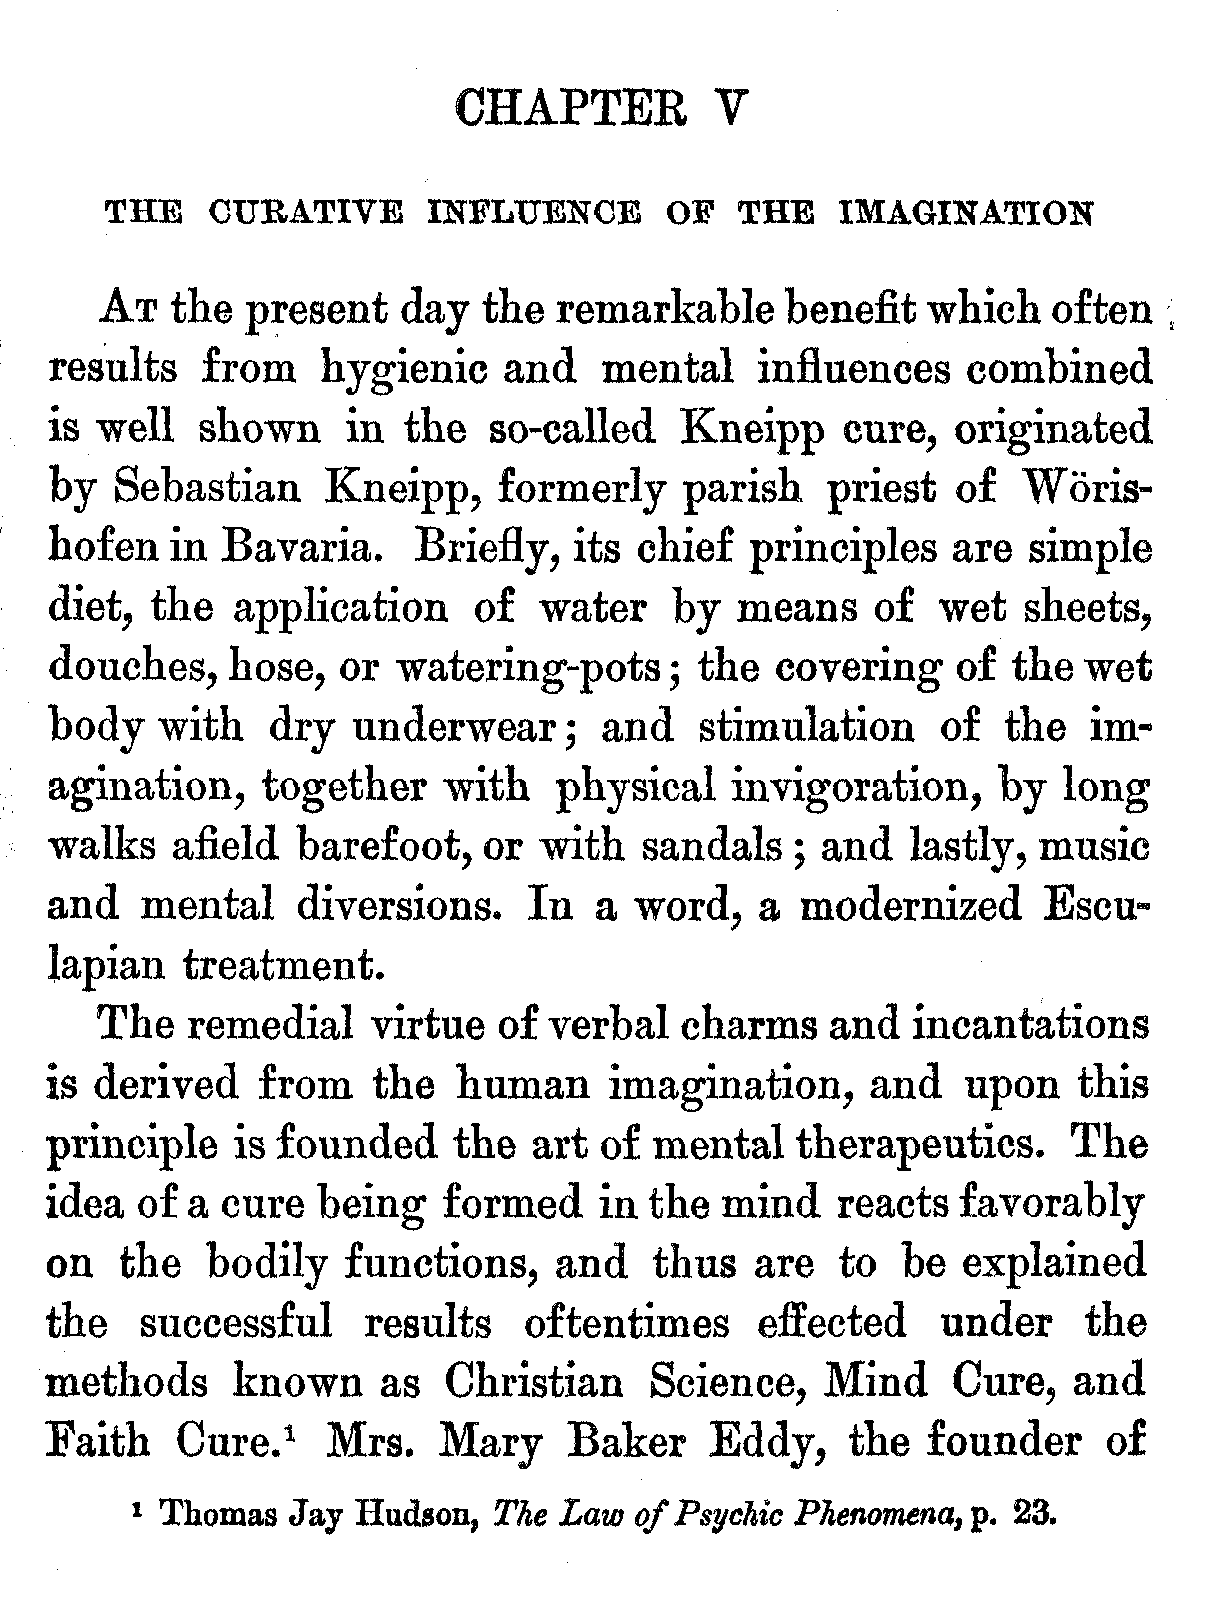 CHAPTER V
THE CURATIVE INFLUENCE OF THE IMAGINATION
At the present day the remarkable benefit which often
results from hygienic and mental influences combined
is well shown in the so-called Kneipp cure, originated
by Sebastian Kneipp, formerly parish priest of Wöris-
hofen in Bavaria. Briefly, its chief principles are simple
diet, the application of water by means of wet sheets,
douches, hose, or watering-pots; the covering of the wet
body with dry underwear; and stimulation of the im-
agination, together with physical invigoration, by long
walks afield barefoot, or with sandals; and lastly, music
and mental diversions. In a word, a modernized Escu-
lapian treatment.
The remedial virtue of verbal charms and incantations
is derived from the human imagination, and upon this
principle is founded the art of mental therapeutics. The
idea of a cure being formed in the mind reacts favorably
on the bodily functions, and thus are to be explained
the successful results oftentimes effected under the
methods known as Christian Science, Mind Cure, and
Faith Cure.¹ Mrs. Mary Baker Eddy, the founder of
¹ Thomas Jay Hudson, The Law of Psychic Phenomena, p. 23.